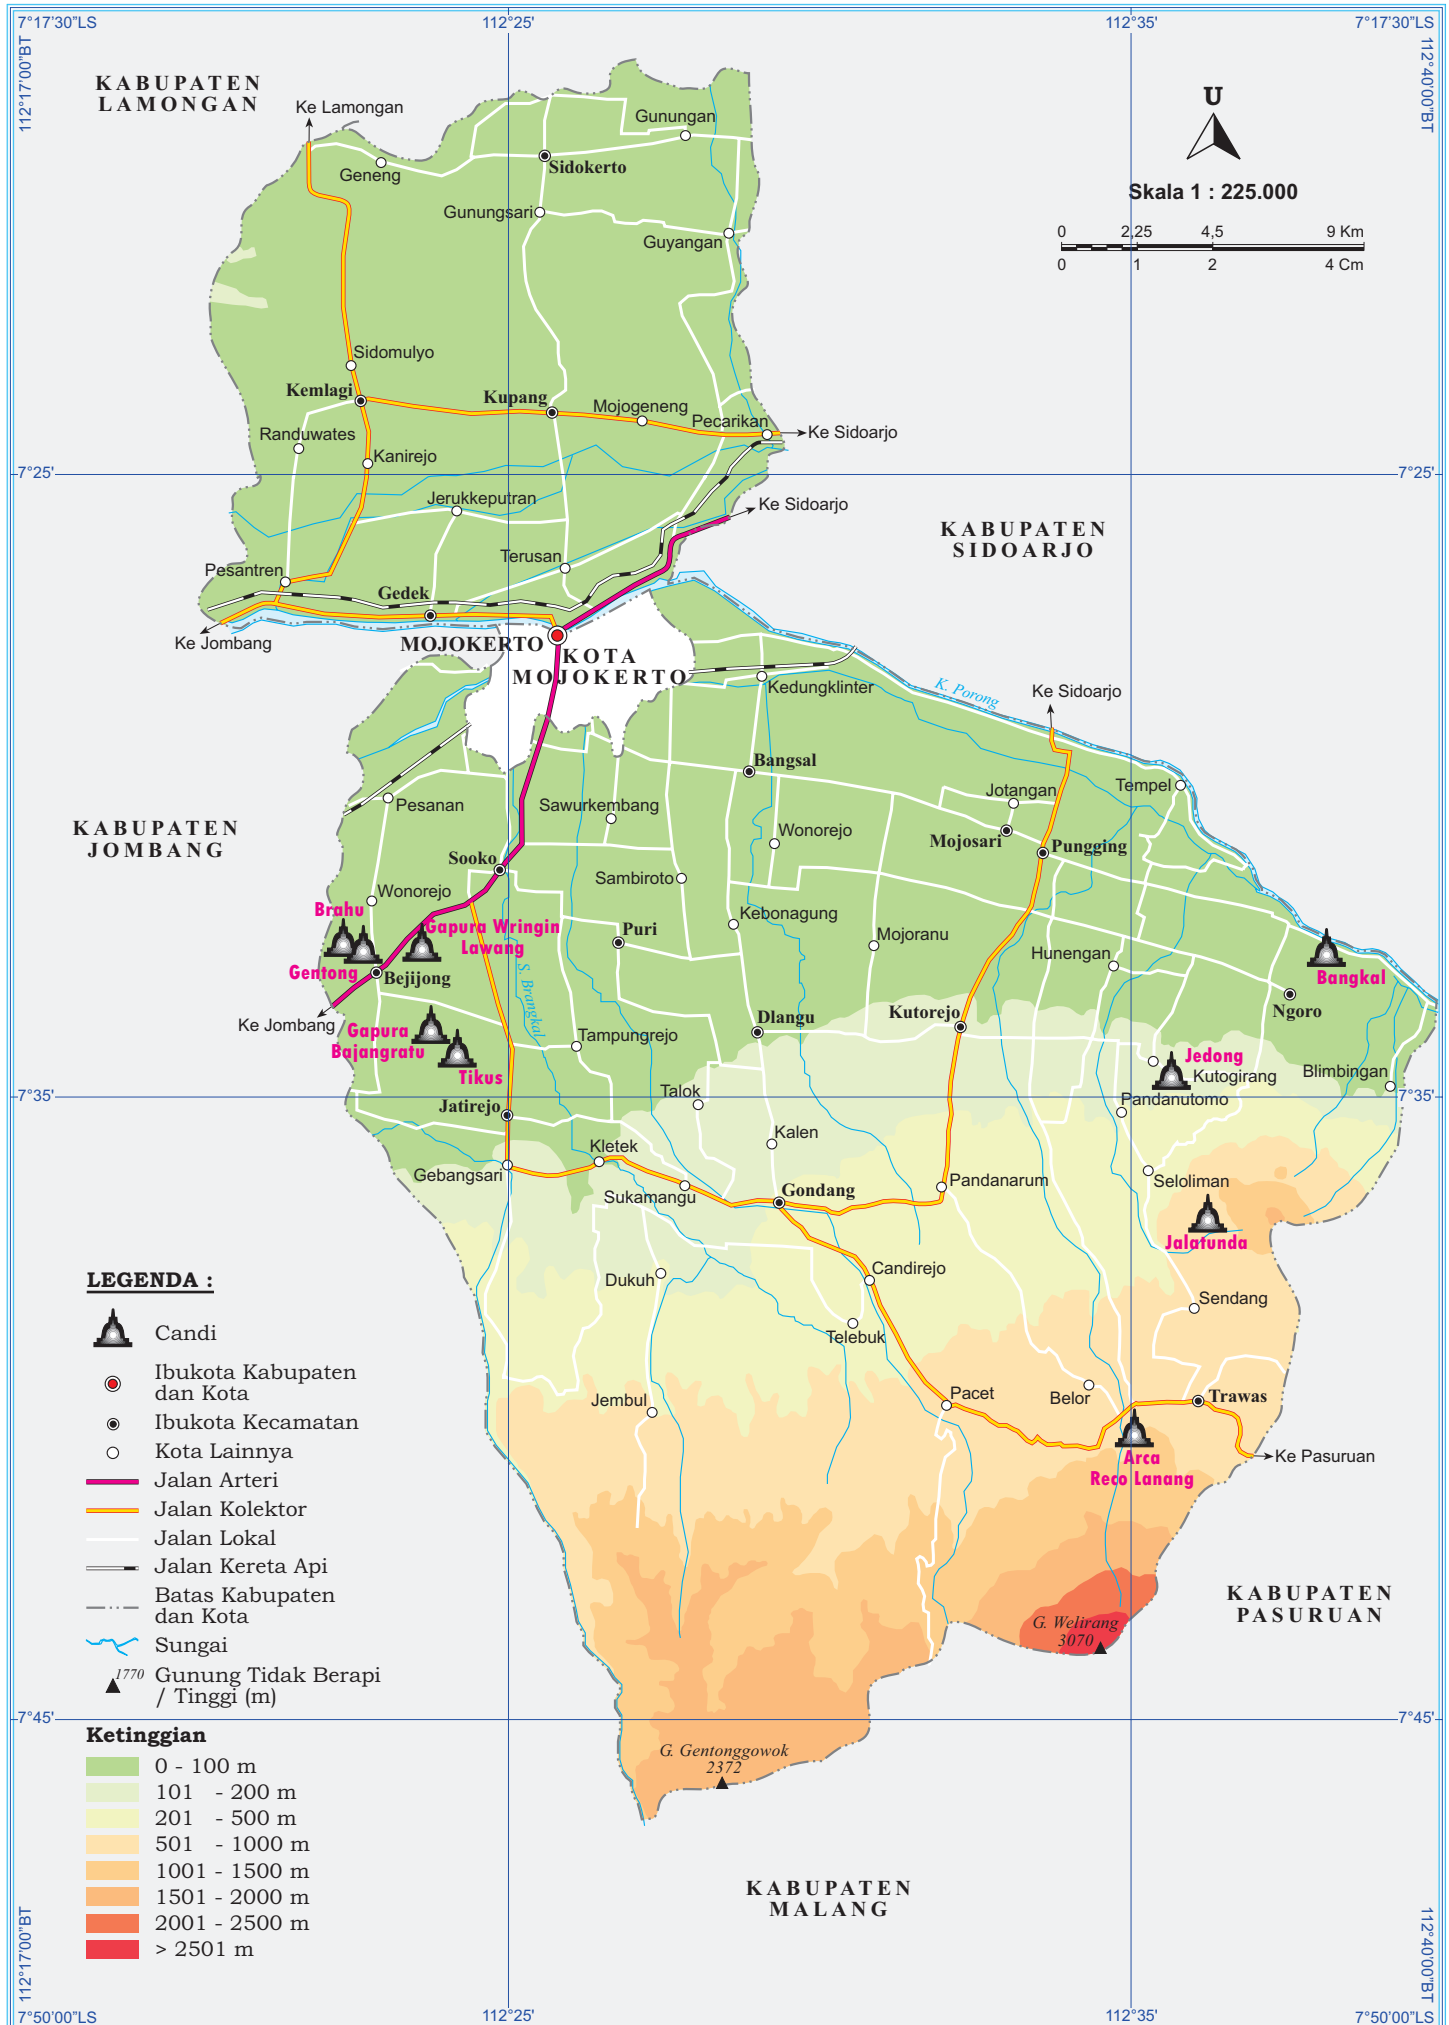 7°17'30"LS
112°25'
112°35'
7°17'30"LS
112°17'00"BT
112°40'00"BT
KABUPATEN
LAMONGAN
Ke Lamongan
Gunungan
Geneng
Sidokerto
Gunungsari
Guyangan
U
Skala 1 : 225.000
0 2,25 4,5 9 Km
0 1 2 4 Cm
Sidomulyo
Kemlagi
Kupang
Mojogeneng
Pecarikan
Ke Sidoarjo
Randuwates
Kanirejo
7°25'
7°25'
Jerukkeputran
Ke Sidoarjo
KABUPATEN
SIDOARJO
Terusan
Pesantren
Gedek
Ke Jombang
MOJOKERTO
KOTA
MOJOKERTO
Kedungklinter
K. Porong
Ke Sidoarjo
Bangsal
Pesanan
Sawurkembang
Jotangan
Tempel
KABUPATEN
JOMBANG
Wonorejo
Mojosari
Pungging
Sooko
Sambiroto
Wonorejo
Brahu
Gapura Wringin
Lawang
Kebonagung
Puri
Mojoranu
Hunengan
Gentong
Bejijong
S. Brangkal
Bangkal
Ngoro
Ke Jombang
Gapura
Bajangratu
Tikus
Tampungrejo
Dlangu
Kutorejo
Jedong
Kutogirang
Blimbingan
7°35'
7°35'
Talok
Pandanutomo
Jatirejo
Kalen
Kletek
Gebangsari
Sukamangu
Gondang
Pandanarum
Seloliman
Jalatunda
Dukuh
Candirejo
Sendang
Telebuk
Jembul
Pacet
Belor
Trawas
Arca
Reco Lanang
Ke Pasuruan
LEGENDA :
Candi
Ibukota Kabupaten
dan Kota
Ibukota Kecamatan
Kota Lainnya
Jalan Arteri
Jalan Kolektor
Jalan Lokal
Jalan Kereta Api
Batas Kabupaten
dan Kota
Sungai
1770 Gunung Tidak Berapi
/ Tinggi (m)
KABUPATEN
PASURUAN
G. Welirang
3070
7°45'
7°45'
G. Gentonggowok
2372
Ketinggian
0 - 100 m
101 - 200 m
201 - 500 m
501 - 1000 m
1001 - 1500 m
1501 - 2000 m
2001 - 2500 m
> 2501 m
KABUPATEN
MALANG
112°17'00"BT
112°40'00"BT
7°50'00"LS
112°25'
112°35'
7°50'00"LS